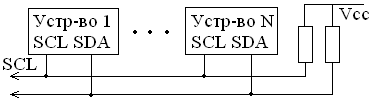 Устр-во 1
SCL SDA
• • •
Устр-во N
SCL SDA
Vcc
SCL